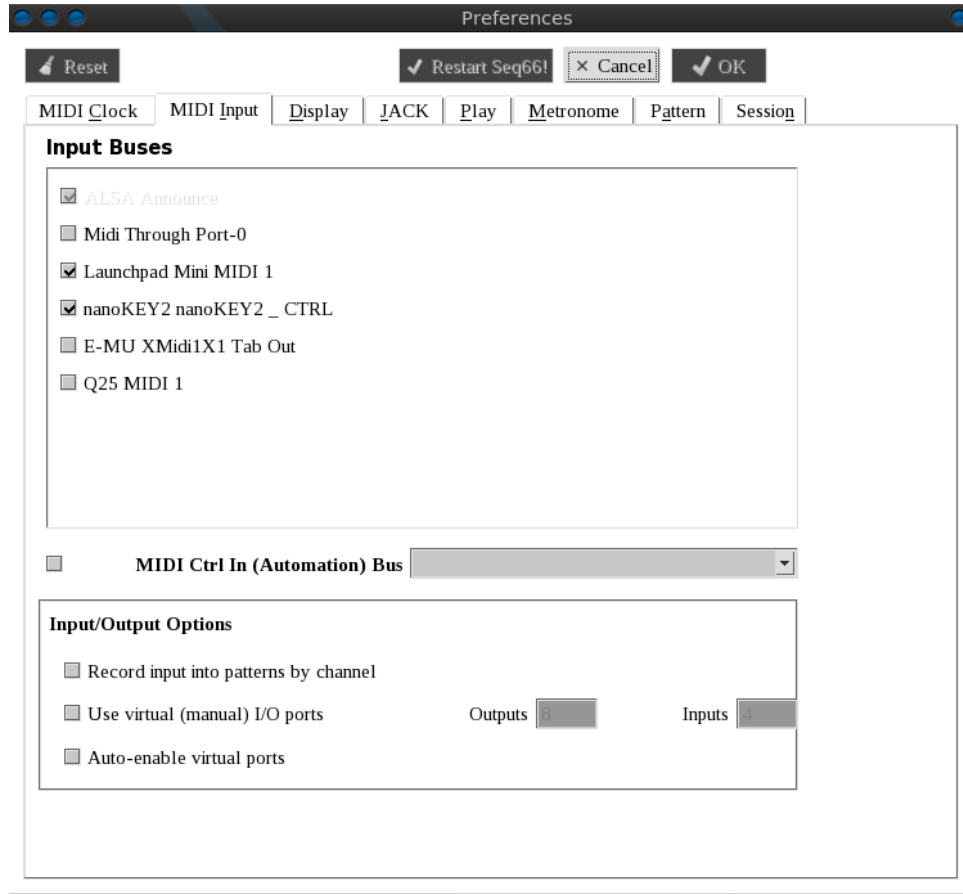 Preferences
Reset
Restart Seq66!
Cancel
OK
MIDI Clock
MIDI Input
Display
JACK
Play
Metronome
Pattern
Session
Input Buses
ALSA Announce
Midi Through Port-0
Launchpad Mini MIDI 1
nanoKEY2 nanoKEY2 _ CTRL
E-MU XMidi1X1 Tab Out
Q25 MIDI 1
MIDI Ctrl In (Automation) Bus
Input/Output Options
Record input into patterns by channel
Use virtual (manual) I/O ports
Outputs 8
Inputs 4
Auto-enable virtual ports